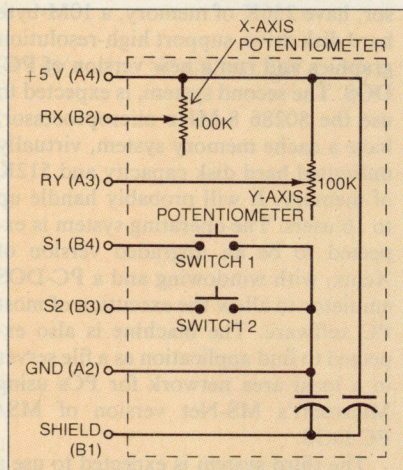 X-AXIS
POTENTIOMETER
+5V (A4)
RX (B2)
100K
RY (A3)
100K
Y-AXIS
POTENTIOMETER
S1 (B4)
SWITCH 1
S2 (B3)
SWITCH 2
GND (A2)
SHIELD
(B1)